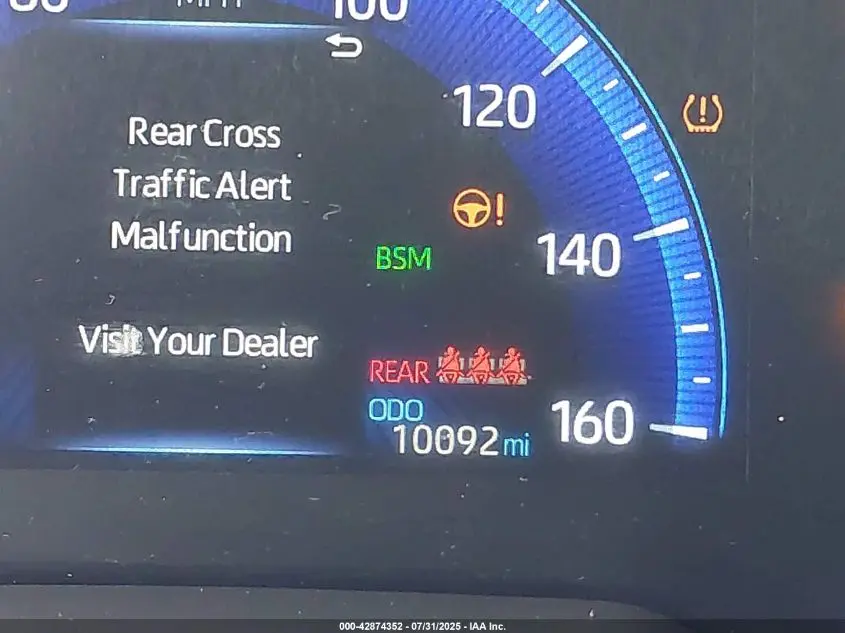 MPH
100
120
Rear Cross
Traffic Alert
Malfunction
!
BSM
140
Visit Your Dealer
REAR
ODO
10092 mi
160
000-42874352 - 07/31/2025 - IAA Inc.